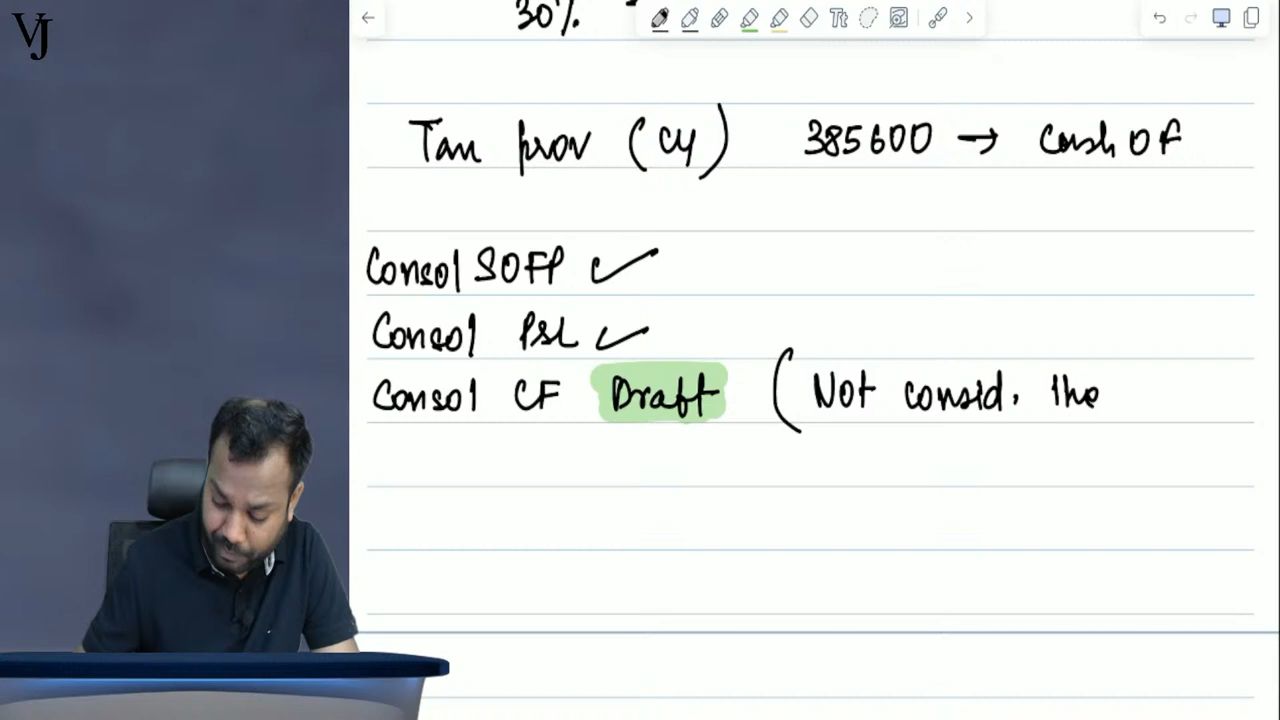 VJ
30%.
Tax prov (CY) 385600 → Cash OF
Consol SOFP ✓
Consol P&L ✓
Consol CF Draft (Not consid. the